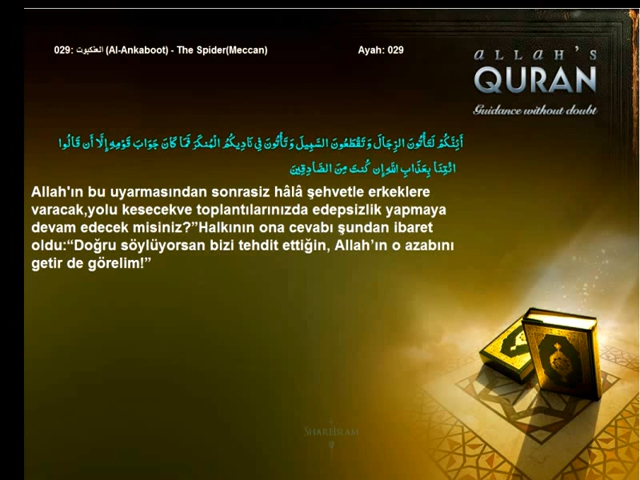 029: العنكبوت (Al-Ankaboot) - The Spider(Meccan) Ayah: 029
ALLAH'S
QURAN
Guidance without doubt
أَئِنَّكُمْ لَتَأْتُونَ الرِّجَالَ وَتَقْطَعُونَ السَّبِيلَ وَتَأْتُونَ فِي نَادِيكُمُ الْمُنكَرَ فَمَا كَانَ جَوَابَ قَوْمِهِ إِلَّا أَن قَالُوا
ائْتِنَا بِعَذَابِ اللَّهِ إِن كُنتَ مِنَ الصَّادِقِينَ
Allah'ın bu uyarmasından sonrasiz hâlâ şehvetle erkeklere
varacak,yolu kesecekve toplantılarınızda edepsizlik yapmaya
devam edecek misiniz?”Halkının ona cevabı şundan ibaret
oldu:“Doğru söylüyorsan bizi tehdit ettiğin, Allah’ın o azabını
getir de görelim!”
SHAREISLAM